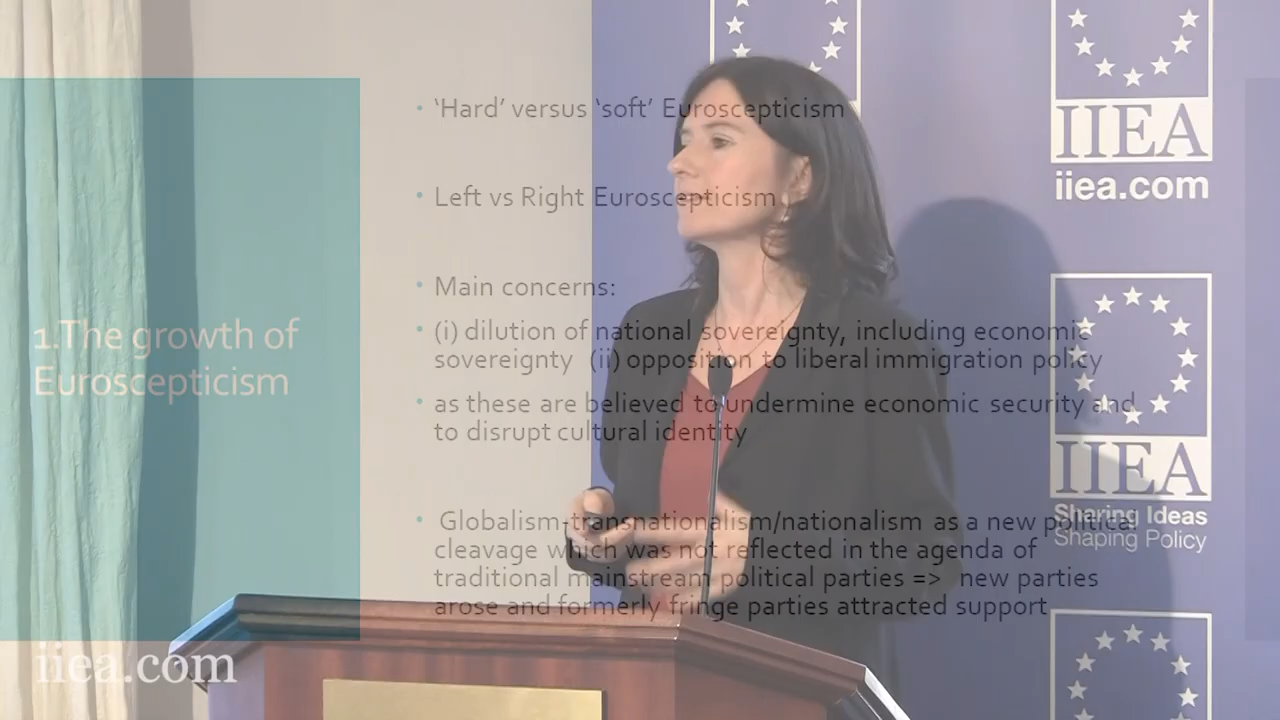 1.The growth of
Euroscepticism
• ‘Hard’ versus ‘soft’ Euroscepticism
• Left vs Right Euroscepticism
• Main concerns:
• (i) dilution of national sovereignty, including economic
sovereignty (ii) opposition to liberal immigration policy
• as these are believed to undermine economic security and
to disrupt cultural identity
• Globalism-transnationalism/nationalism as a new political
cleavage which was not reflected in the agenda of
traditional mainstream political parties => new parties
arose and formerly fringe parties attracted support
IIEA
iiea.com
IIEA
Sharing Ideas
Shaping Policy
iiea.com